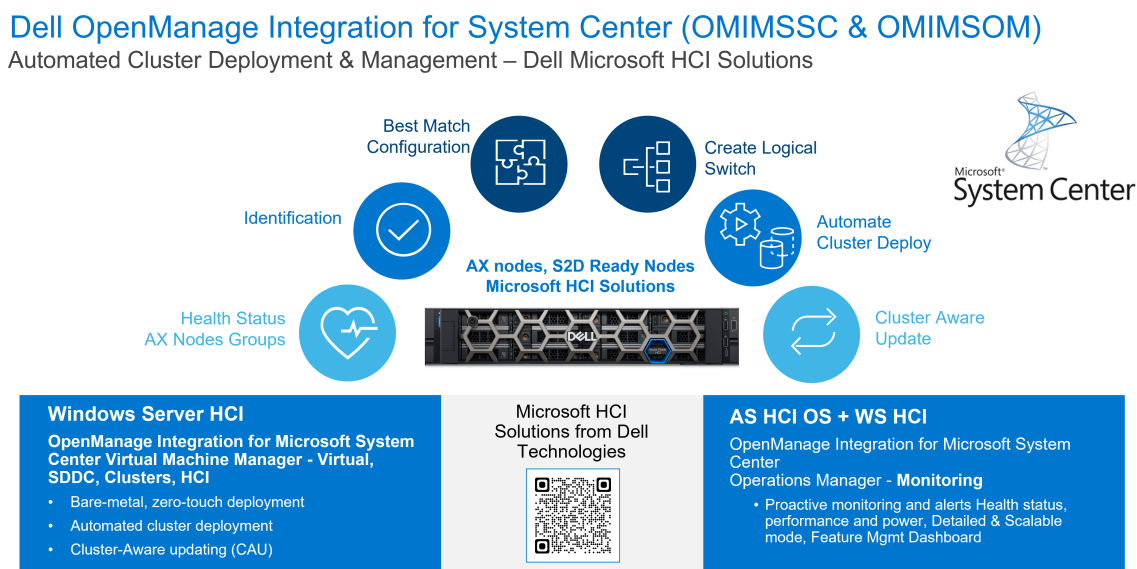 Dell OpenManage Integration for System Center (OMIMSSC & OMIMSOM)
Automated Cluster Deployment & Management – Dell Microsoft HCI Solutions
Best Match
Configuration
Create Logical
Switch
Microsoft®
System Center™
Identification
Automate
Cluster Deploy
AX nodes, S2D Ready Nodes
Microsoft HCI Solutions
Health Status
AX Nodes Groups
DELL
Cluster Aware
Update
Windows Server HCI
OpenManage Integration for Microsoft System
Center Virtual Machine Manager - Virtual,
SDDC, Clusters, HCI
• Bare-metal, zero-touch deployment
• Automated cluster deployment
• Cluster-Aware updating (CAU)
Microsoft HCI
Solutions from Dell
Technologies
AS HCI OS + WS HCI
OpenManage Integration for Microsoft System
Center
Operations Manager - Monitoring
• Proactive monitoring and alerts Health status,
performance and power, Detailed & Scalable
mode, Feature Mgmt Dashboard